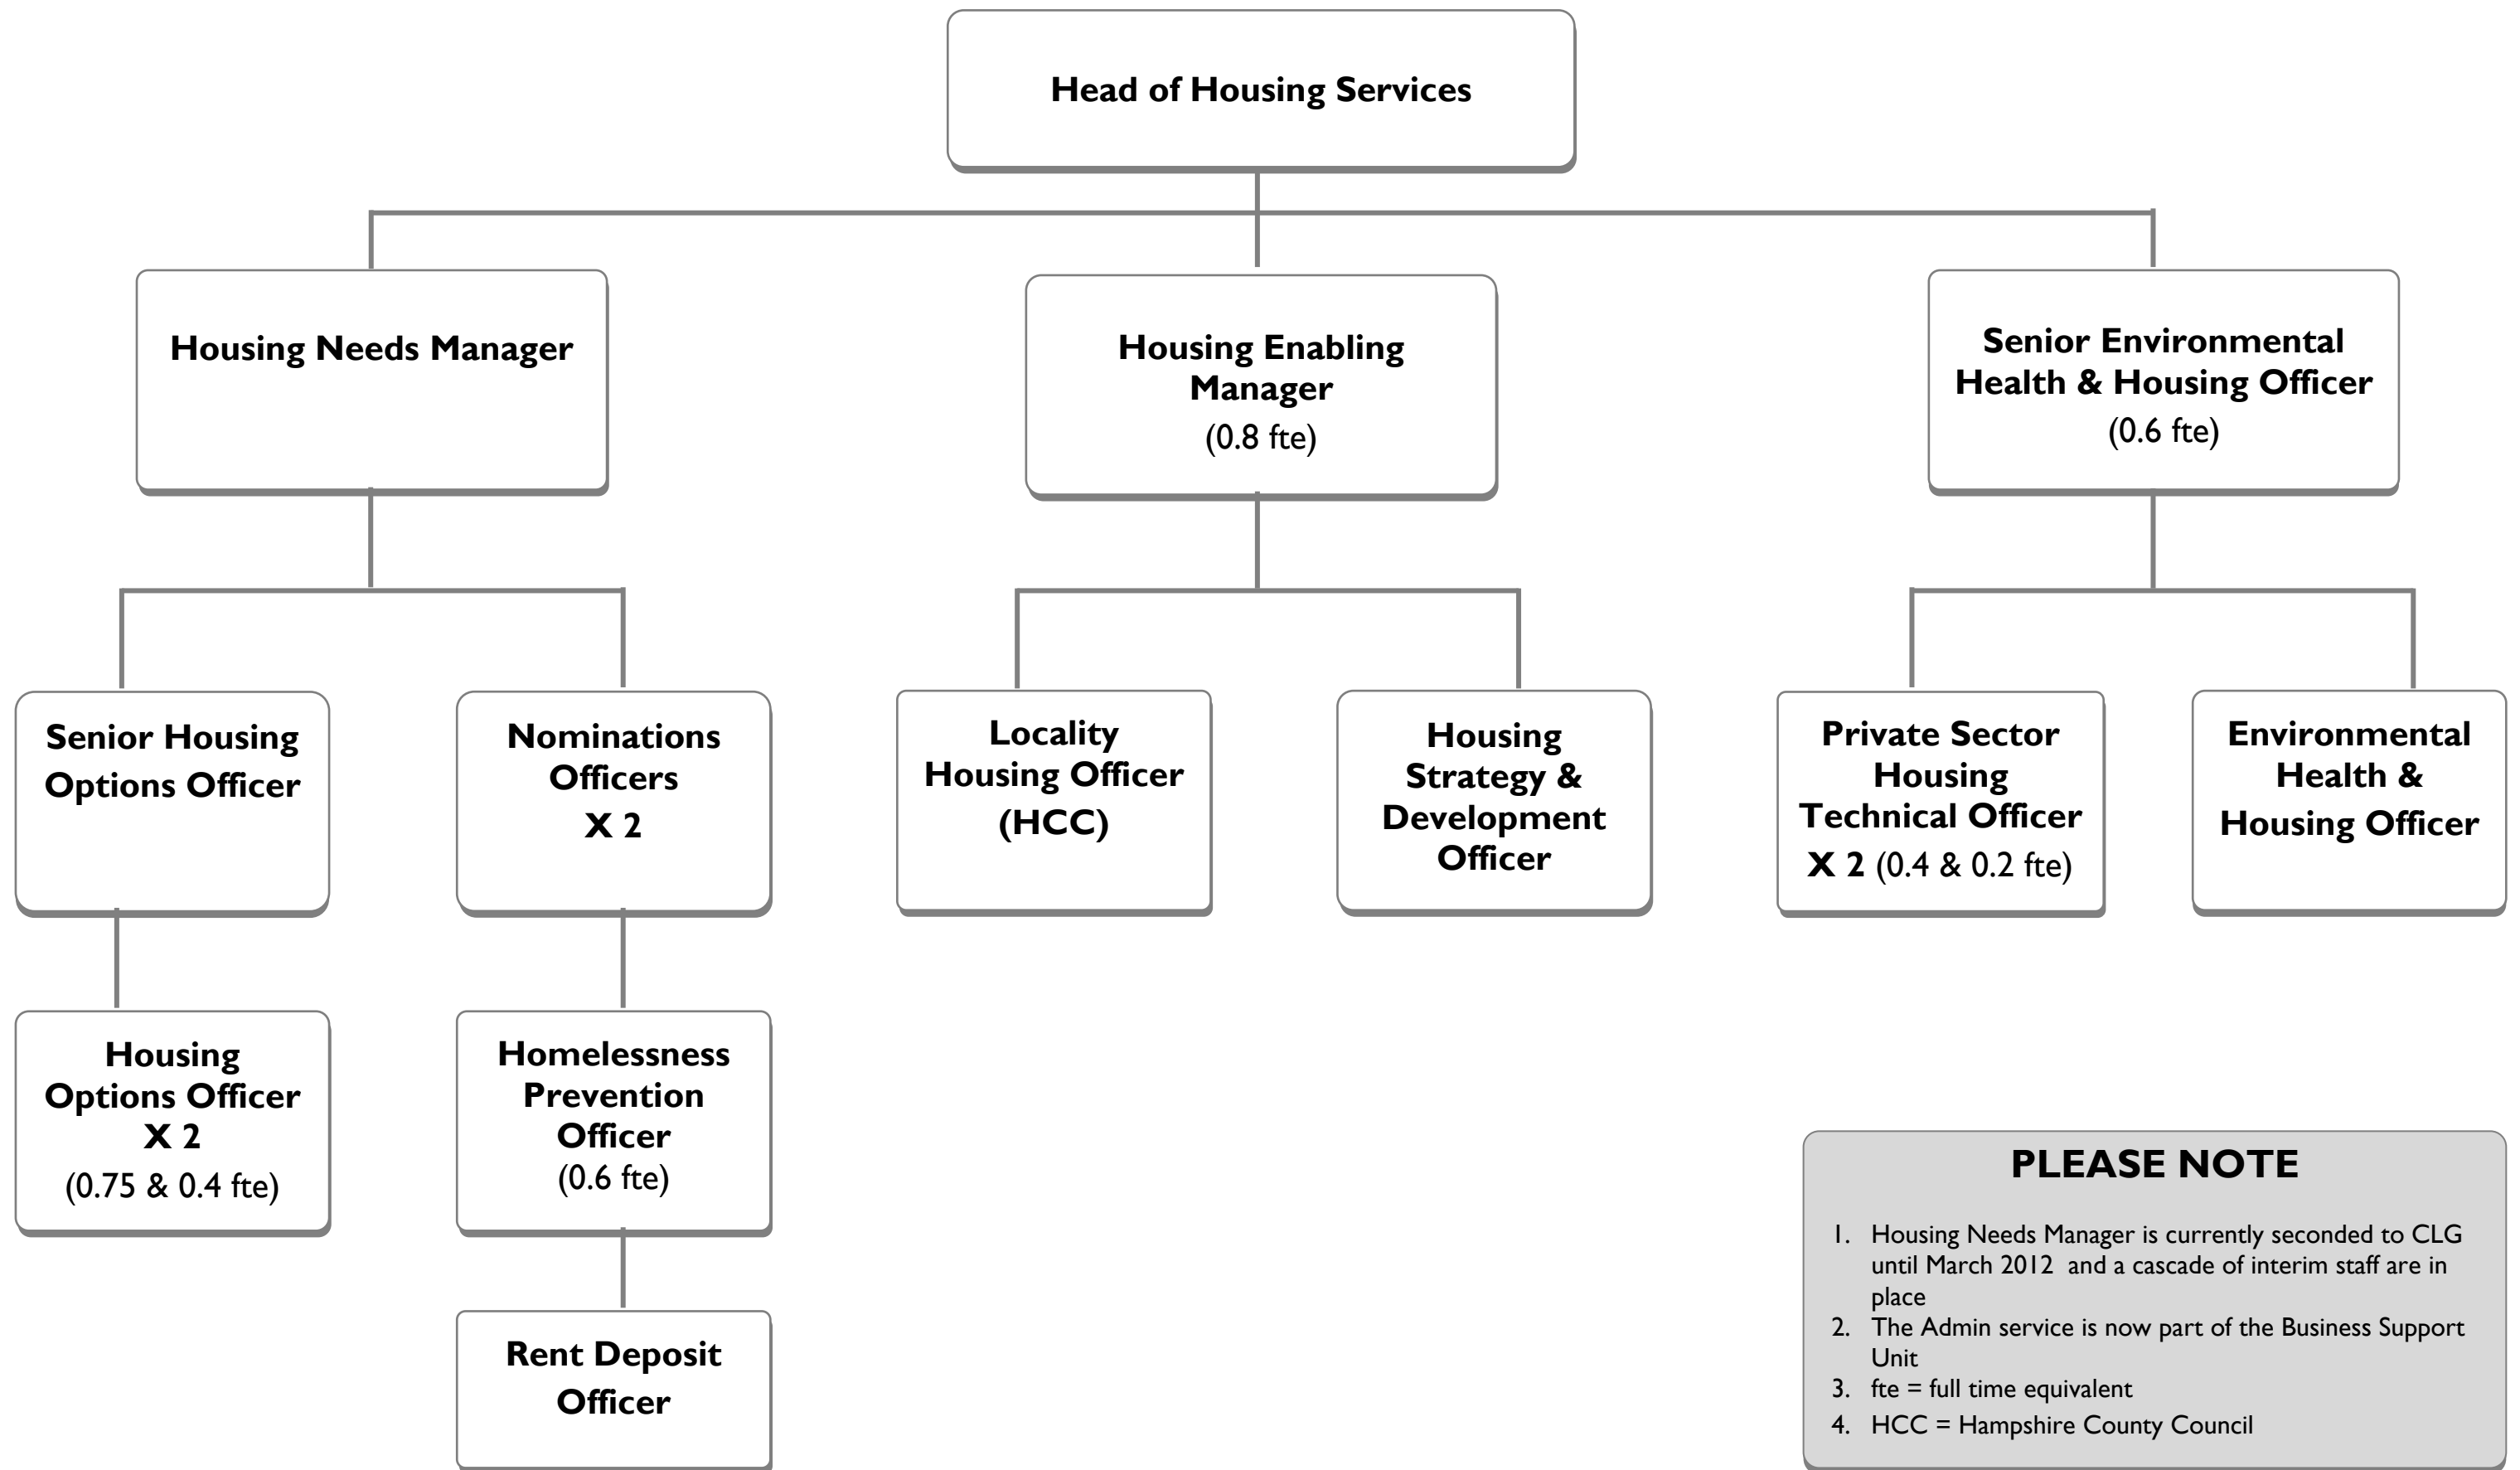 Head of Housing Services
Housing Needs Manager
Housing Enabling
Manager
(0.8 fte)
Senior Environmental
Health & Housing Officer
(0.6 fte)
Senior Housing
Options Officer
Nominations
Officers
X 2
Locality
Housing Officer
(HCC)
Housing
Strategy &
Development
Officer
Private Sector
Housing
Technical Officer
X 2 (0.4 & 0.2 fte)
Environmental
Health &
Housing Officer
Housing
Options Officer
X 2
(0.75 & 0.4 fte)
Homelessness
Prevention
Officer
(0.6 fte)
Rent Deposit
Officer
PLEASE NOTE
1. Housing Needs Manager is currently seconded to CLG
until March 2012  and a cascade of interim staff are in
place
2. The Admin service is now part of the Business Support
Unit
3. fte = full time equivalent
4. HCC = Hampshire County Council